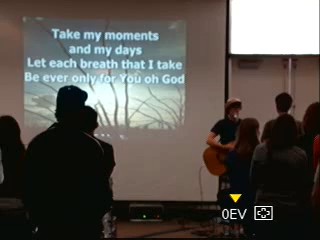 Take my moments
and my days
Let each breath that I take
Be ever only for You oh God
0EV